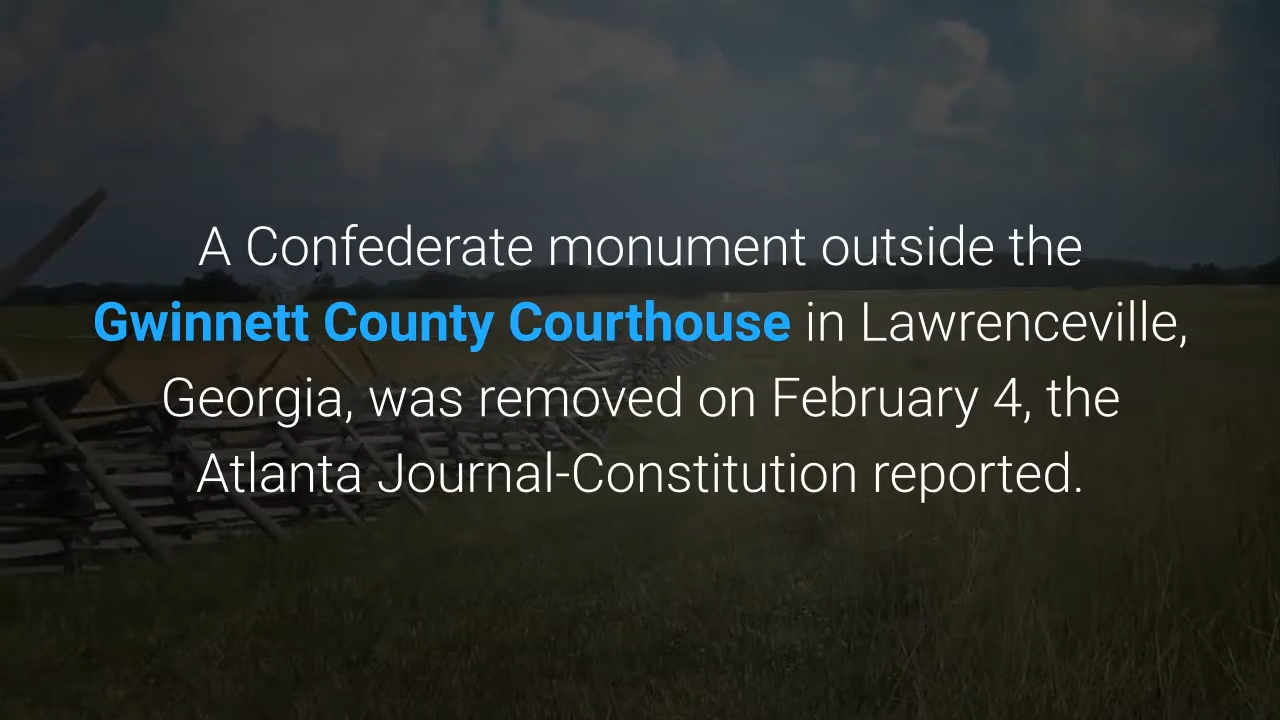 A Confederate monument outside the
Gwinnett County Courthouse in Lawrenceville,
Georgia, was removed on February 4, the
Atlanta Journal-Constitution reported.